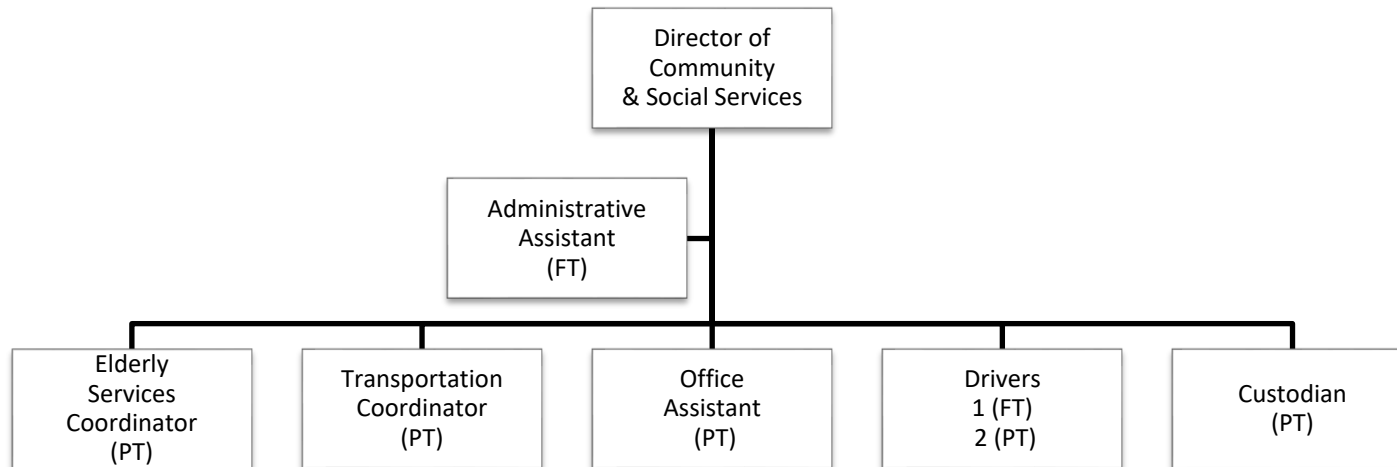 Director of
Community
& Social Services
Administrative
Assistant
(FT)
Elderly
Services
Coordinator
(PT)
Transportation
Coordinator
(PT)
Office
Assistant
(PT)
Drivers
1 (FT)
2 (PT)
Custodian
(PT)